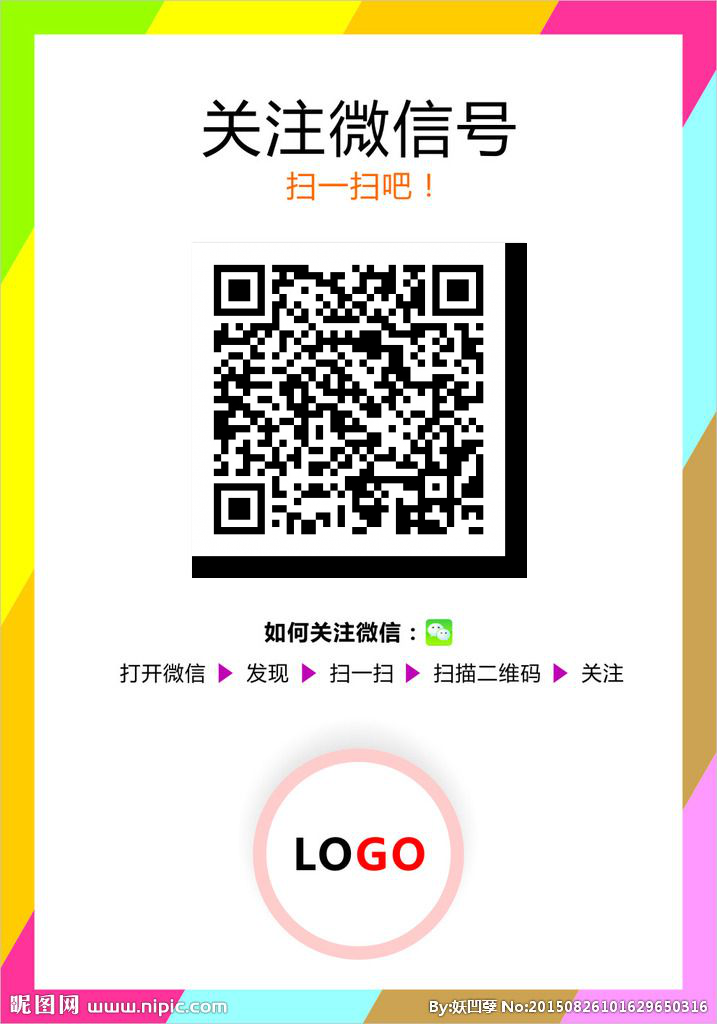 关注微信号
扫一扫吧！
如何关注微信：
打开微信 发现 扫一扫 扫描二维码 关注
LOGO
昵图网 www.nipic.com
By:妖凹孽 No:20150826101629650316